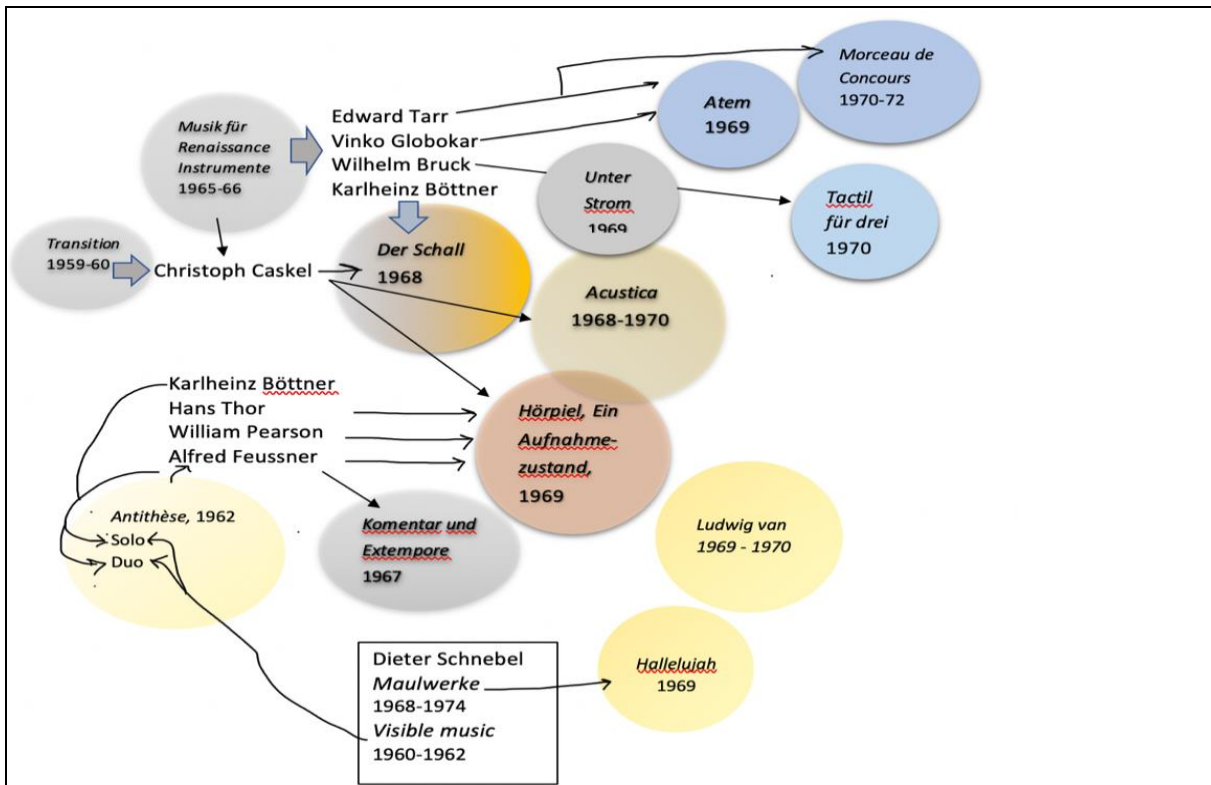 Morceau de
Concours
1970-72
Atem
1969
Edward Tarr
Vinko Globokar
Wilhelm Bruck
Karlheinz Böttner
Musik für
Renaissance
Instrumente
1965-66
Unter
Strom
1969
Tactil
für drei
1970
Transition
1959-60
Christoph Caskel
Der Schall
1968
Acustica
1968-1970
Karlheinz Böttner
Hans Thor
William Pearson
Alfred Feussner
Hörpiel, Ein
Aufnahme-
zustand,
1969
Antithèse, 1962
Solo
Duo
Komentar und
Extempore
1967
Ludwig van
1969 - 1970
Dieter Schnebel
Maulwerke
1968-1974
Visible music
1960-1962
Hallelujah
1969